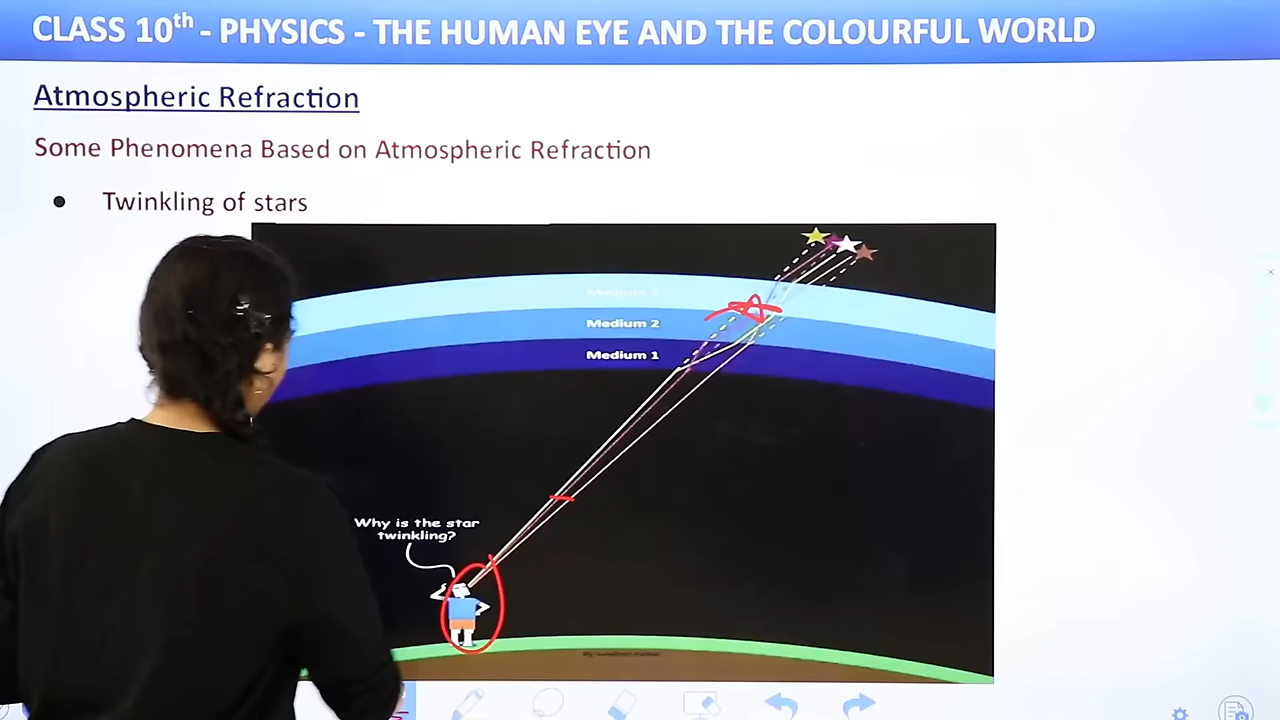 CLASS 10th - PHYSICS - THE HUMAN EYE AND THE COLOURFUL WORLD
Atmospheric Refraction
Some Phenomena Based on Atmospheric Refraction
● Twinkling of stars
Medium 2
Medium 1
Why is the star
twinkling?